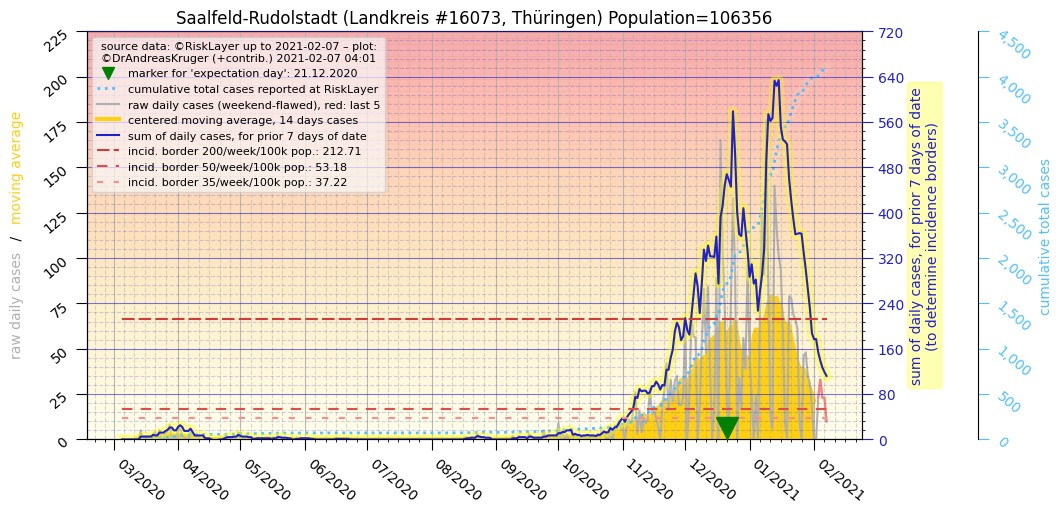 Saalfeld-Rudolstadt (Landkreis #16073, Thüringen) Population=106356
source data: ©RiskLayer up to 2021-02-07 – plot:
©DrAndreasKruger (+contrib.) 2021-02-07 04:01
marker for 'expectation day': 21.12.2020
cumulative total cases reported at RiskLayer
raw daily cases (weekend-flawed), red: last 5
centered moving average, 14 days cases
sum of daily cases, for prior 7 days of date
incid. border 200/week/100k pop.: 212.71
incid. border 50/week/100k pop.: 53.18
incid. border 35/week/100k pop.: 37.22
raw daily cases / moving average
225
200
175
150
125
100
75
50
25
0
03/2020
04/2020
05/2020
06/2020
07/2020
08/2020
09/2020
10/2020
11/2020
12/2020
01/2021
02/2021
720
640
560
480
400
320
240
160
80
0
sum of daily cases, for prior 7 days of date
(to determine incidence borders)
4,500
4,000
3,500
3,000
2,500
2,000
1,500
1,000
500
0
cumulative total cases